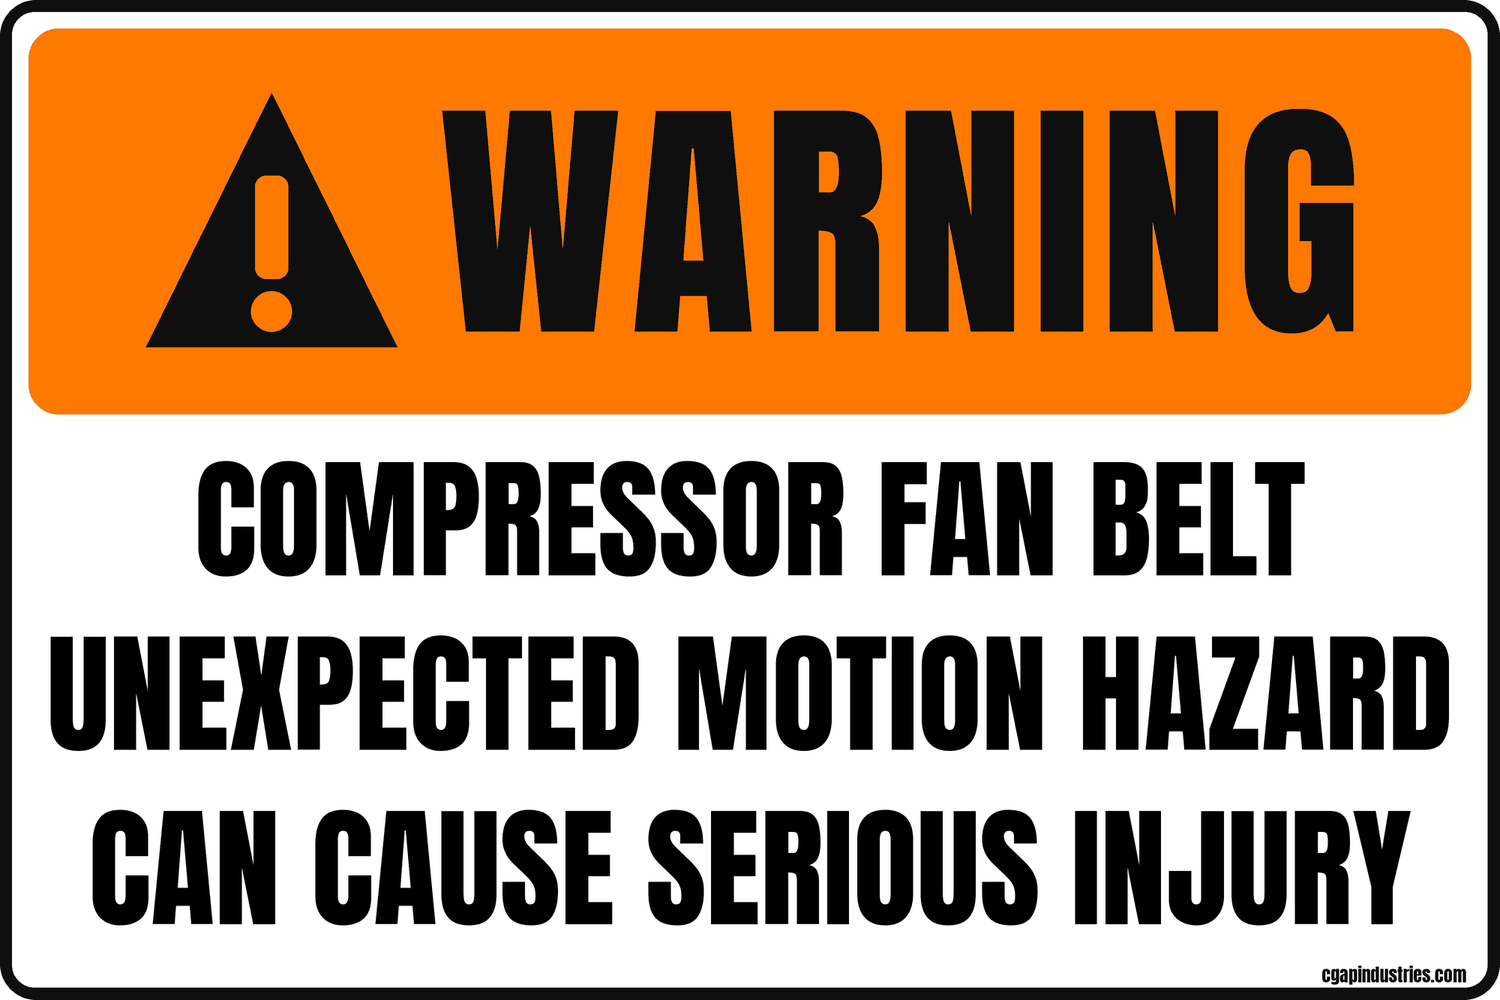 WARNING
COMPRESSOR FAN BELT
UNEXPECTED MOTION HAZARD
CAN CAUSE SERIOUS INJURY
cgapindustries.com